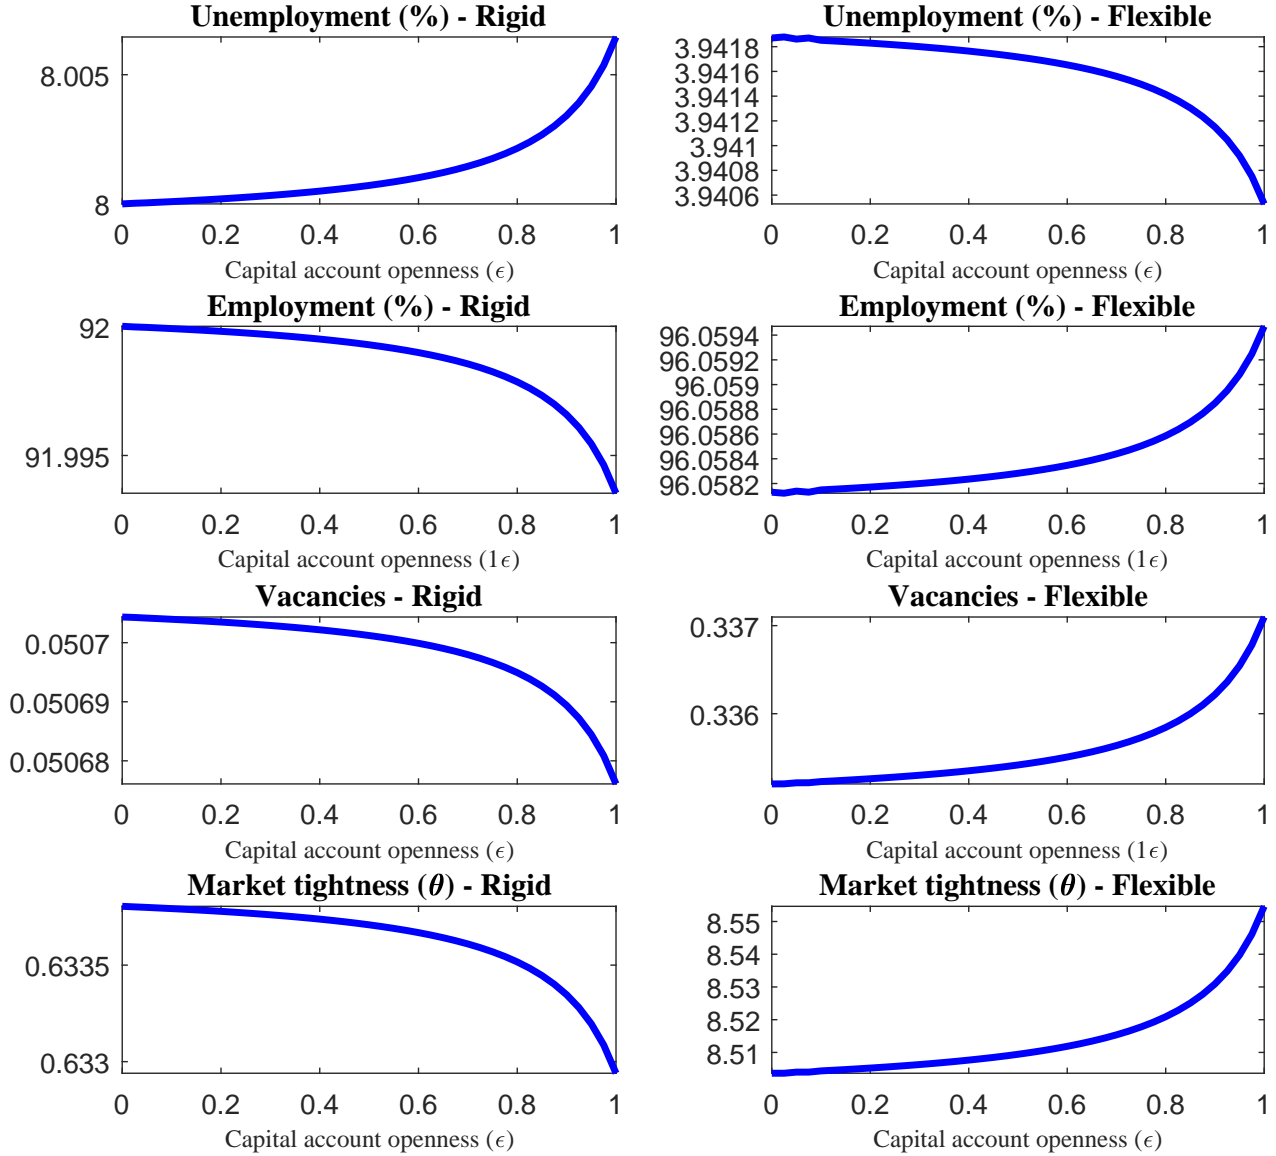 Unemployment (%) - Rigid
8.005
8
0 0.2 0.4 0.6 0.8 1
Capital account openness (ϵ)
Unemployment (%) - Flexible
3.9418
3.9416
3.9414
3.9412
3.941
3.9408
3.9406
0 0.2 0.4 0.6 0.8 1
Capital account openness (ϵ)
Employment (%) - Rigid
92
91.995
0 0.2 0.4 0.6 0.8 1
Capital account openness (1ϵ)
Employment (%) - Flexible
96.0594
96.0592
96.059
96.0588
96.0586
96.0584
96.0582
0 0.2 0.4 0.6 0.8 1
Capital account openness (1ϵ)
Vacancies - Rigid
0.0507
0.05069
0.05068
0 0.2 0.4 0.6 0.8 1
Capital account openness (ϵ)
Vacancies - Flexible
0.337
0.336
0 0.2 0.4 0.6 0.8 1
Capital account openness (1ϵ)
Market tightness (θ) - Rigid
0.6335
0.633
0 0.2 0.4 0.6 0.8 1
Capital account openness (ϵ)
Market tightness (θ) - Flexible
8.55
8.54
8.53
8.52
8.51
0 0.2 0.4 0.6 0.8 1
Capital account openness (ϵ)